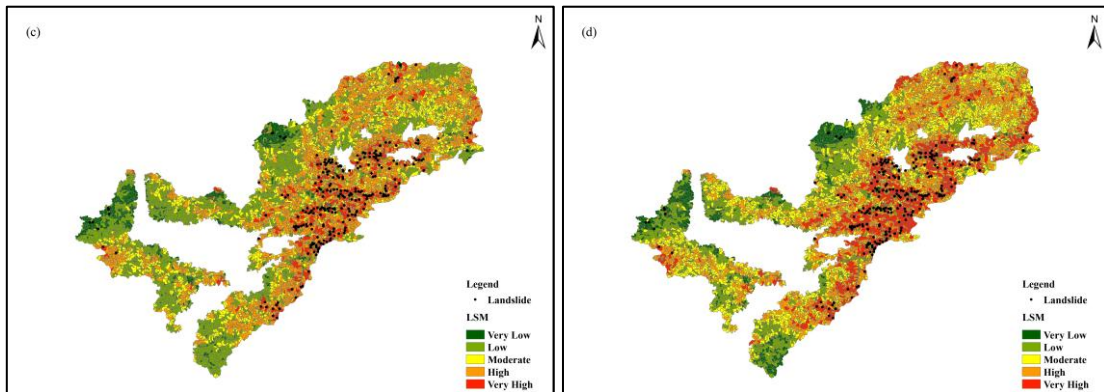 (c)
N
Legend
Landslide
LSM
Very Low
Low
Moderate
High
Very High
(d)
N
Legend
Landslide
LSM
Very Low
Low
Moderate
High
Very High